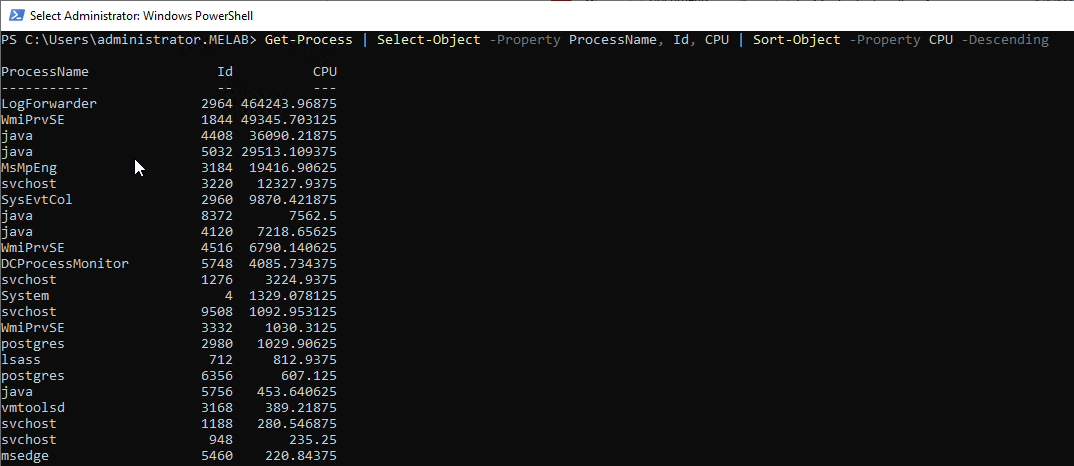 Select Administrator: Windows PowerShell
PS C:\Users\administrator.MELAB> Get-Process | Select-Object -Property ProcessName, Id, CPU | Sort-Object -Property CPU -Descending
ProcessName Id CPU
----------- -- ---
LogForwarder 2964 464243.96875
WmiPrvSE 1844 49345.703125
java 4408 36090.21875
java 5032 29513.109375
MsMpEng 3184 19416.90625
svchost 3220 12327.9375
SysEvtCol 2960 9870.421875
java 8372 7562.5
java 4120 7218.65625
WmiPrvSE 4516 6790.140625
DCProcessMonitor 5748 4085.734375
svchost 1276 3224.9375
System 4 1329.078125
svchost 9508 1092.953125
WmiPrvSE 3332 1030.3125
postgres 2980 1029.90625
lsass 712 812.9375
postgres 6356 607.125
java 5756 453.640625
vmtoolsd 3168 389.21875
svchost 1188 280.546875
svchost 948 235.25
msedge 5460 220.84375